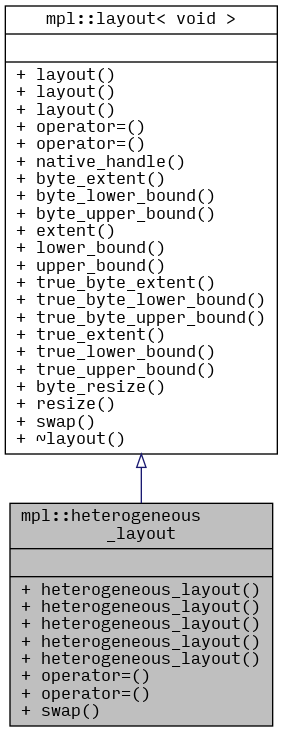 mpl::layout< void >
+ layout()
+ layout()
+ layout()
+ operator=()
+ operator=()
+ native_handle()
+ byte_extent()
+ byte_lower_bound()
+ byte_upper_bound()
+ extent()
+ lower_bound()
+ upper_bound()
+ true_byte_extent()
+ true_byte_lower_bound()
+ true_byte_upper_bound()
+ true_extent()
+ true_lower_bound()
+ true_upper_bound()
+ byte_resize()
+ resize()
+ swap()
+ ~layout()
mpl::heterogeneous
_layout
+ heterogeneous_layout()
+ heterogeneous_layout()
+ heterogeneous_layout()
+ heterogeneous_layout()
+ heterogeneous_layout()
+ operator=()
+ operator=()
+ swap()